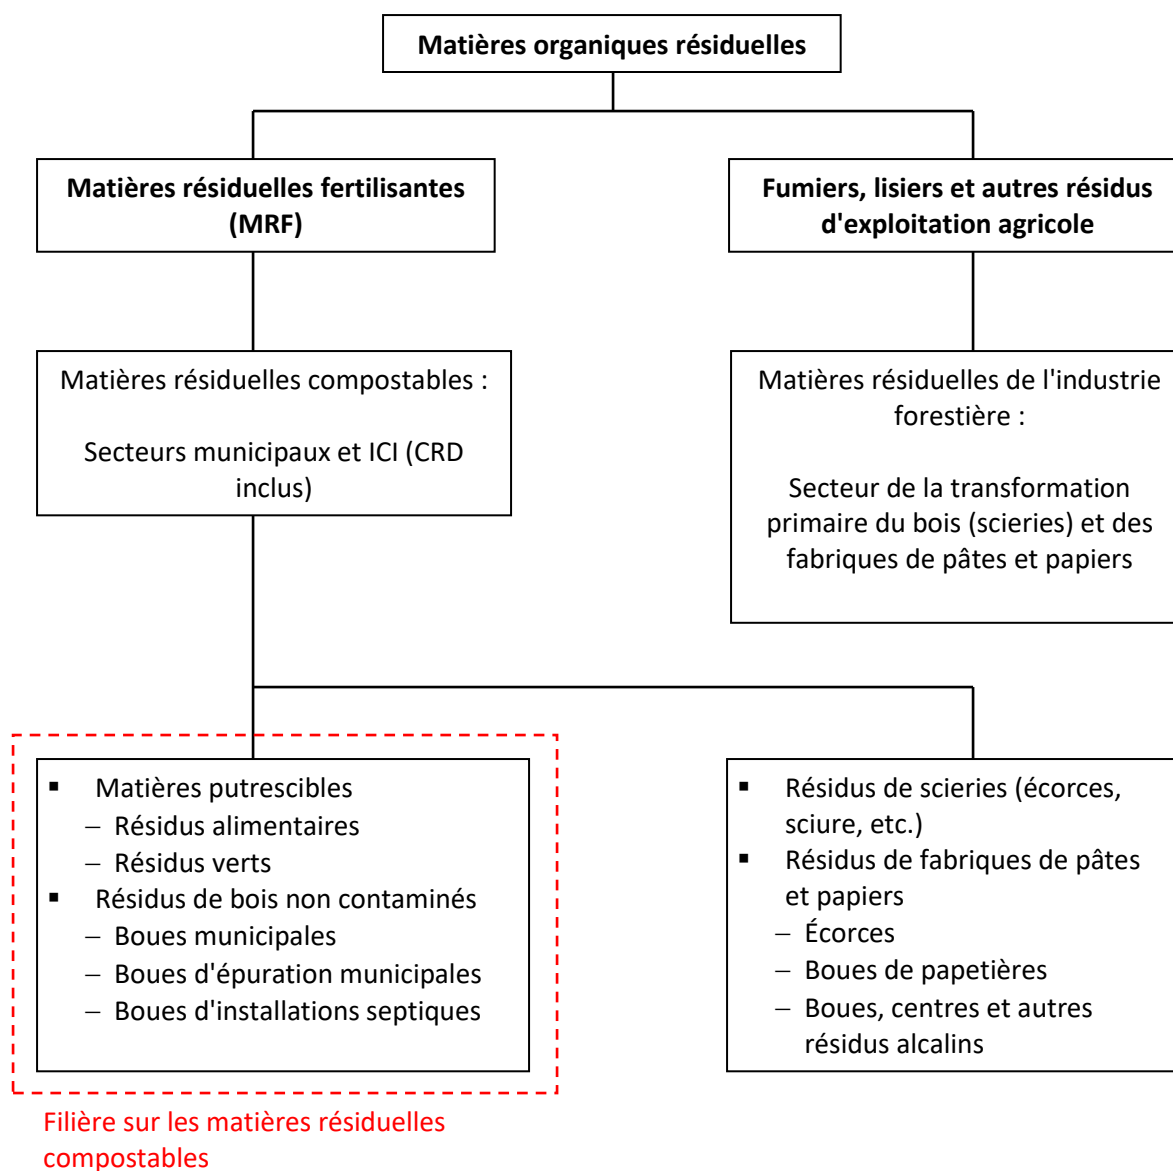 Matières organiques résiduelles
Matières résiduelles fertilisantes
(MRF)
Fumiers, lisiers et autres résidus
d'exploitation agricole
Matières résiduelles compostables :
Secteurs municipaux et ICI (CRD
inclus)
Matières résiduelles de l'industrie
forestière :
Secteur de la transformation
primaire du bois (scieries) et des
fabriques de pâtes et papiers
▪ Matières putrescibles
– Résidus alimentaires
– Résidus verts
▪ Résidus de bois non contaminés
– Boues municipales
– Boues d'épuration municipales
– Boues d'installations septiques
▪ Résidus de scieries (écorces,
sciure, etc.)
▪ Résidus de fabriques de pâtes
et papiers
– Écorces
– Boues de papetières
– Boues, centres et autres
résidus alcalins
Filière sur les matières résiduelles
compostables